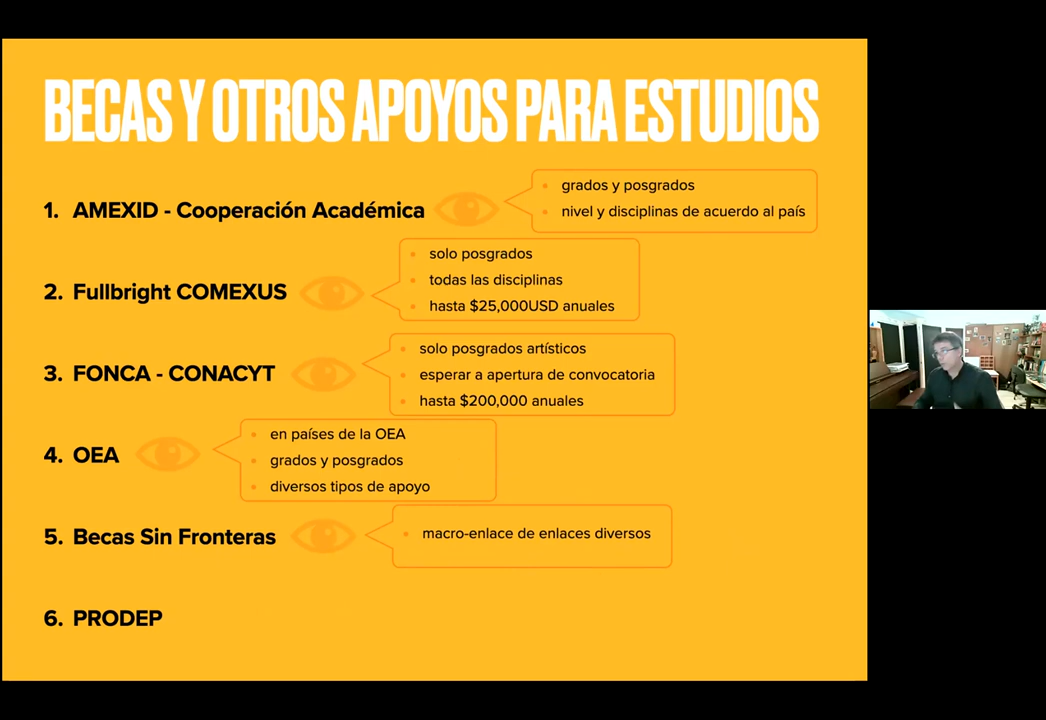 BECAS Y OTROS APOYOS PARA ESTUDIOS
1. AMEXID - Cooperación Académica
• grados y posgrados
• nivel y disciplinas de acuerdo al país
2. Fullbright COMEXUS
• solo posgrados
• todas las disciplinas
• hasta $25,000USD anuales
3. FONCA - CONACYT
• solo posgrados artísticos
• esperar a apertura de convocatoria
• hasta $200,000 anuales
4. OEA
• en países de la OEA
• grados y posgrados
• diversos tipos de apoyo
5. Becas Sin Fronteras
• macro-enlace de enlaces diversos
6. PRODEP